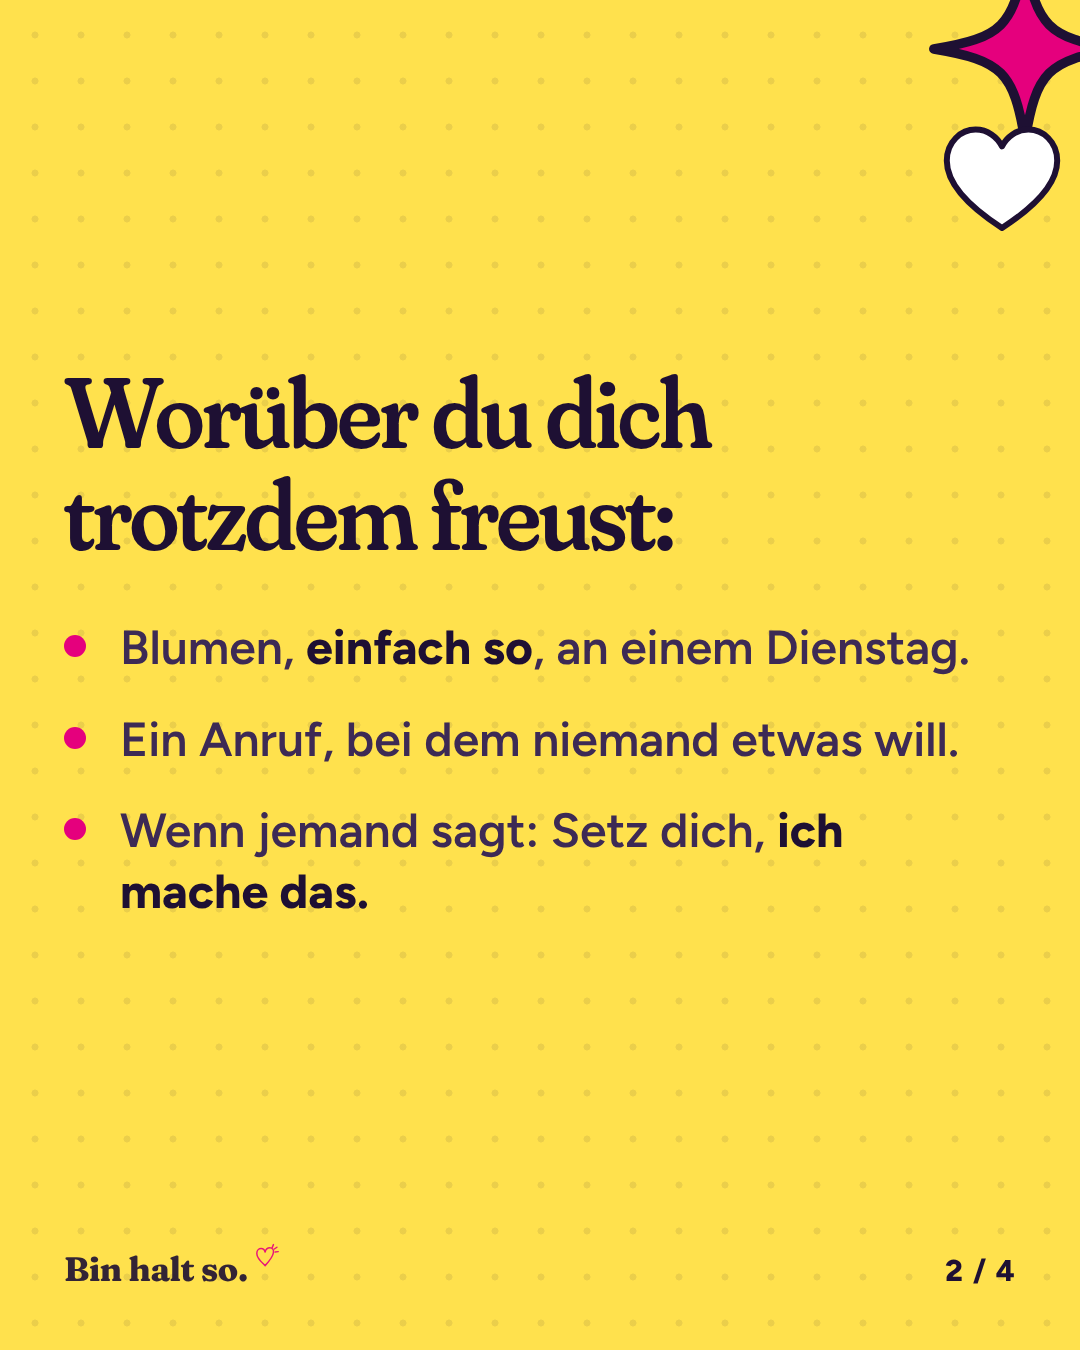 Worüber du dich
trotzdem freust:
Blumen, einfach so, an einem Dienstag.
Ein Anruf, bei dem niemand etwas will.
Wenn jemand sagt: Setz dich, ich
mache das.
Bin halt so.
2 / 4